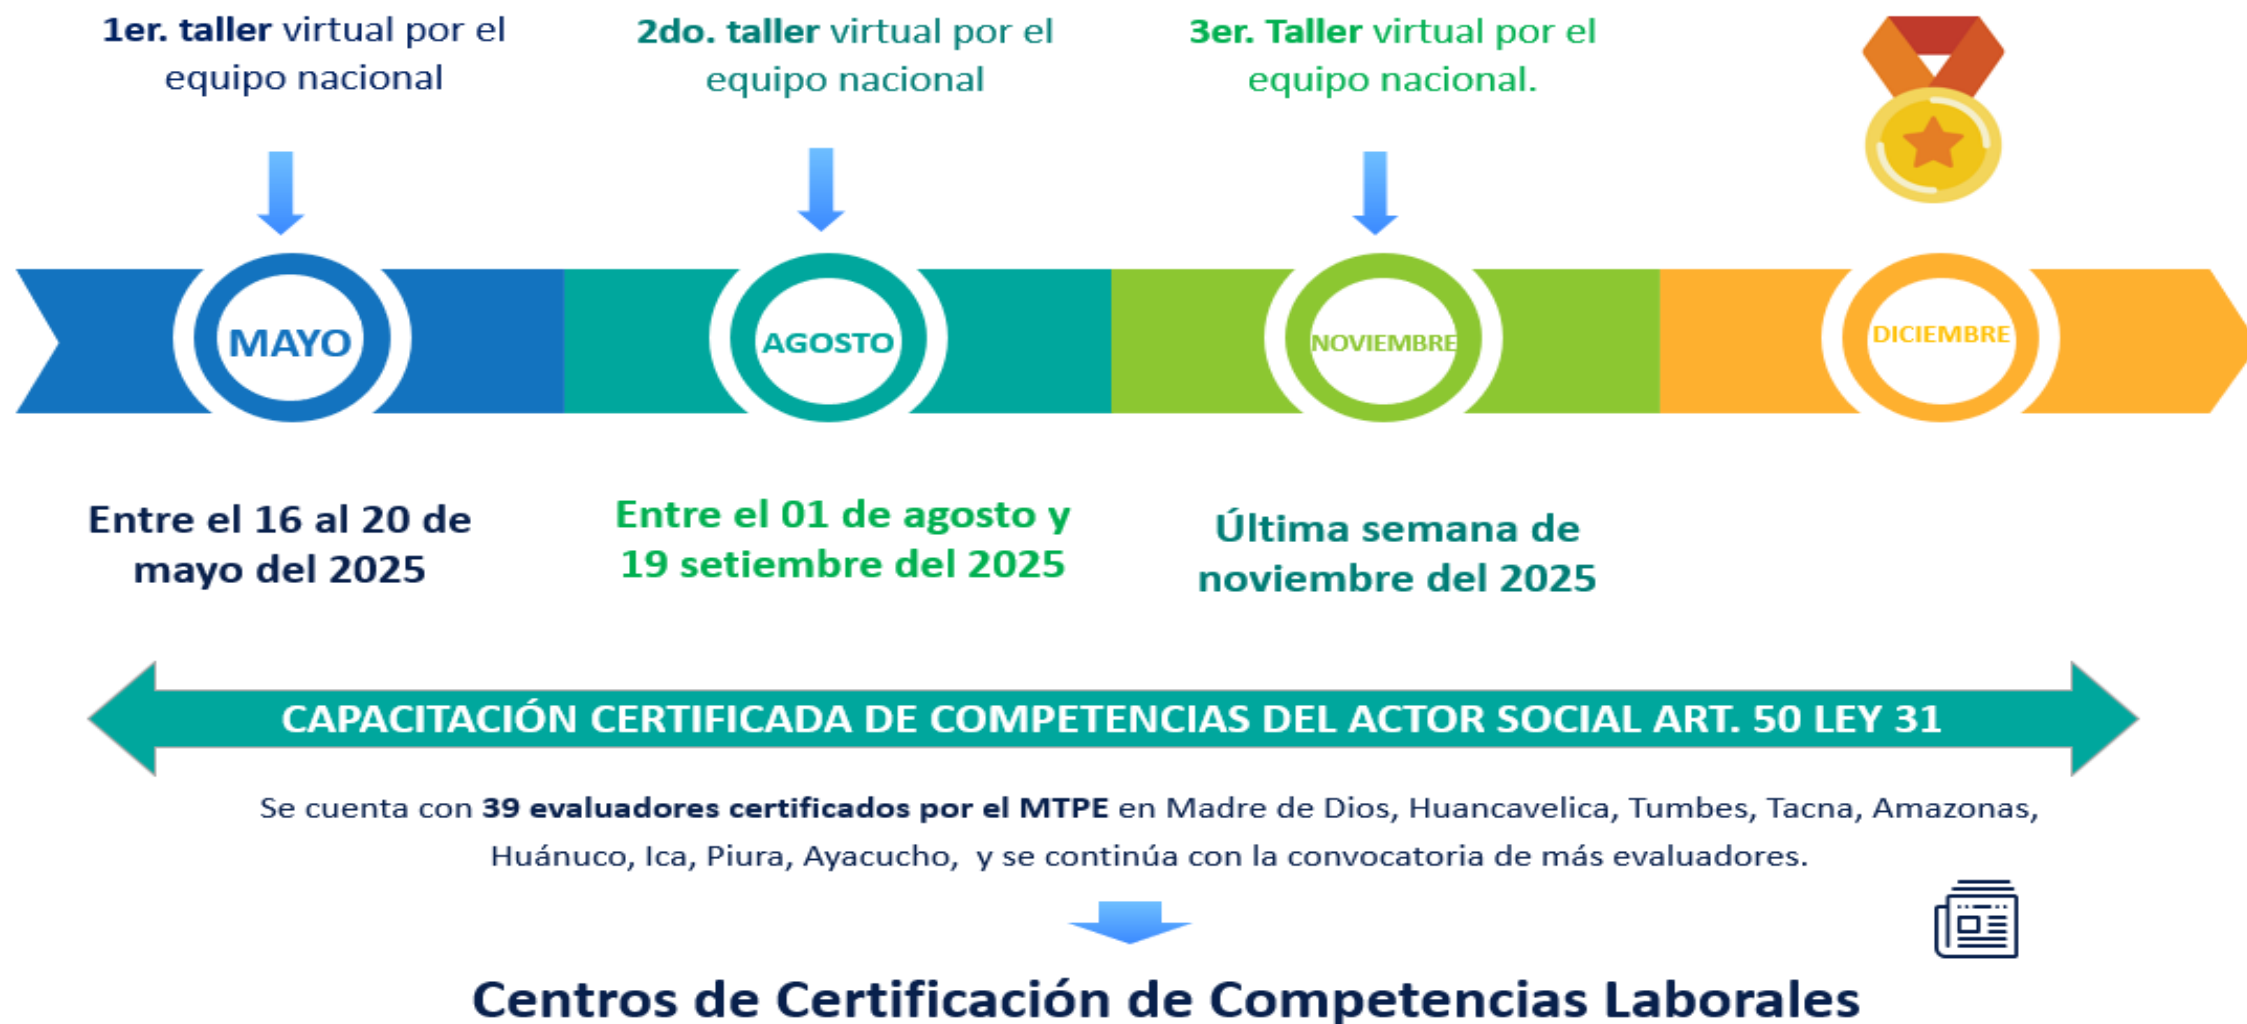 1er. taller virtual por el
equipo nacional
2do. taller virtual por el
equipo nacional
3er. Taller virtual por el
equipo nacional.
MAYO
AGOSTO
NOVIEMBRE
DICIEMBRE
Entre el 16 al 20 de
mayo del 2025
Entre el 01 de agosto y
19 setiembre del 2025
Última semana de
noviembre del 2025
CAPACITACIÓN CERTIFICADA DE COMPETENCIAS DEL ACTOR SOCIAL ART. 50 LEY 31
Se cuenta con 39 evaluadores certificados por el MTPE en Madre de Dios, Huancavelica, Tumbes, Tacna, Amazonas,
Huánuco, Ica, Piura, Ayacucho, y se continúa con la convocatoria de más evaluadores.
Centros de Certificación de Competencias Laborales